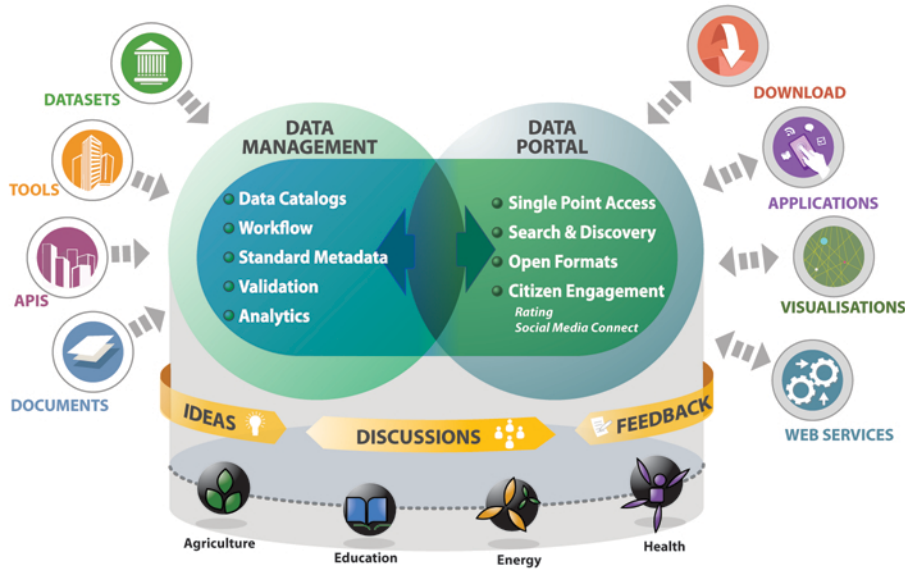 DATASETS
TOOLS
APIS
DOCUMENTS
DATA
MANAGEMENT
Data Catalogs
Workflow
Standard Metadata
Validation
Analytics
DATA
PORTAL
Single Point Access
Search & Discovery
Open Formats
Citizen Engagement
Rating
Social Media Connect
DOWNLOAD
APPLICATIONS
VISUALISATIONS
WEB SERVICES
IDEAS
DISCUSSIONS
FEEDBACK
Agriculture
Education
Energy
Health